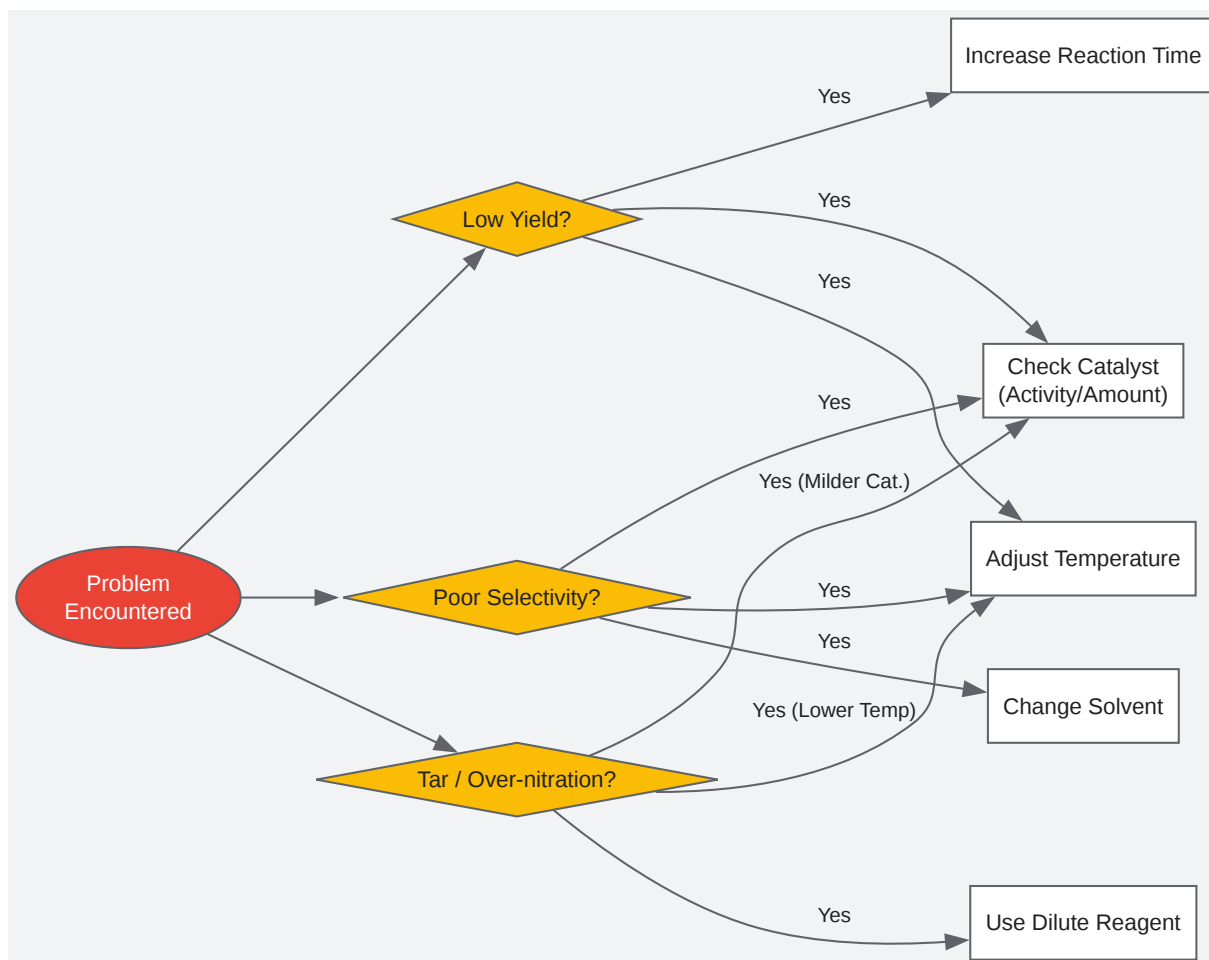 Increase Reaction Time
Yes
Yes
Low Yield?
Yes
Check Catalyst
(Activity/Amount)
Yes
Yes (Milder Cat.)
Adjust Temperature
Problem
Encountered
Poor Selectivity?
Yes
Yes
Change Solvent
Yes (Lower Temp)
Tar / Over-nitration?
Yes
Use Dilute Reagent